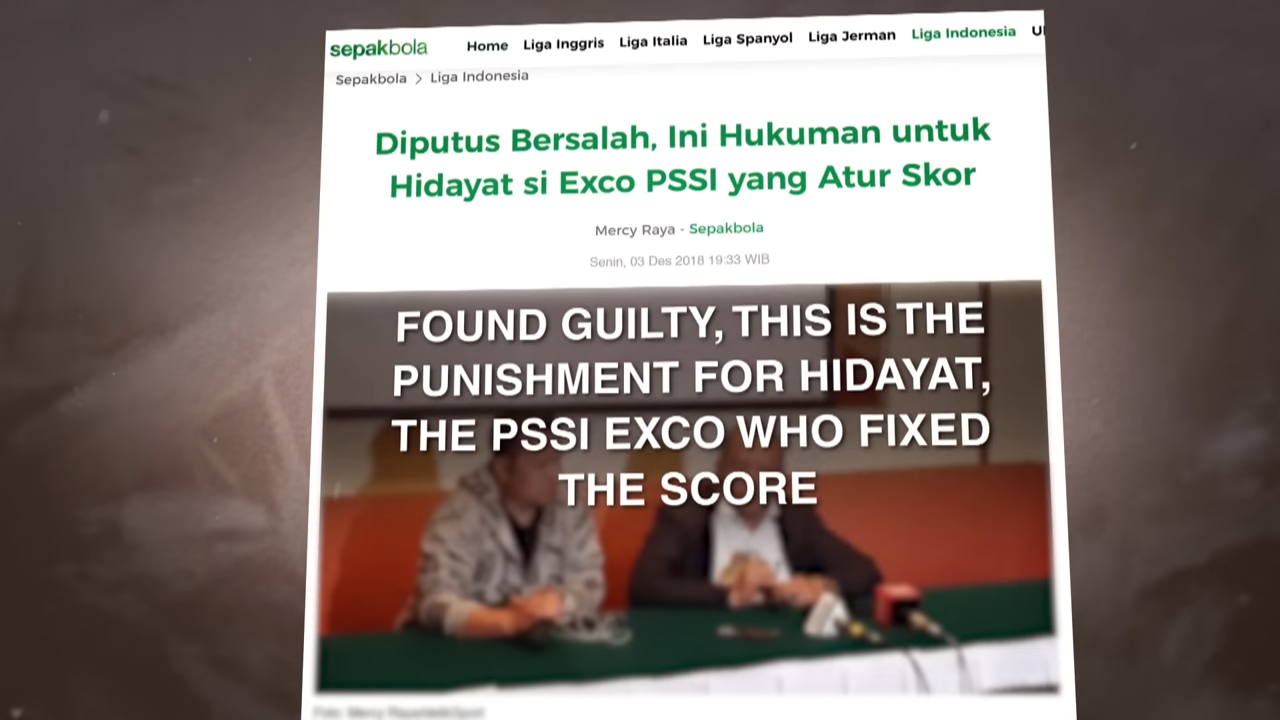 sepakbola
Home Liga Inggris Liga Italia Liga Spanyol Liga Jerman Liga Indonesia
Sepakbola > Liga Indonesia
Diputus Bersalah, Ini Hukuman untuk
Hidayat si Exco PSSI yang Atur Skor
Mercy Raya - Sepakbola
Senin, 03 Des 2018 19:33 WIB
FOUND GUILTY, THIS IS THE
PUNISHMENT FOR HIDAYAT,
THE PSSI EXCO WHO FIXED
THE SCORE